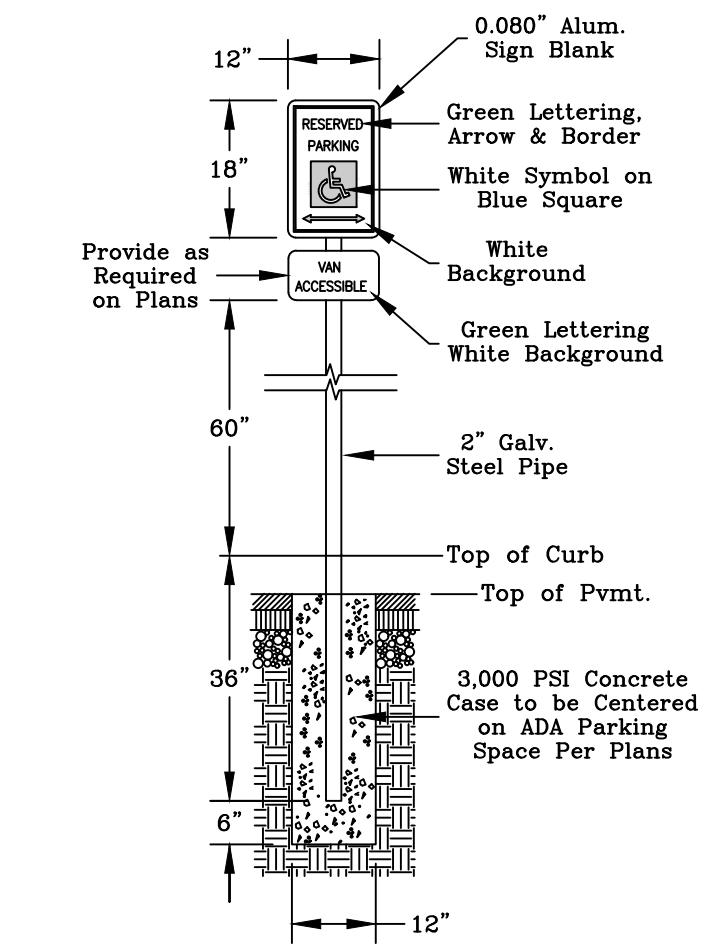 0.080" Alum.
Sign Blank
12"
Green Lettering,
Arrow & Border
RESERVED
PARKING
18"
White Symbol on
Blue Square
White
Background
Provide as
Required
on Plans
VAN
ACCESSIBLE
Green Lettering
White Background
60"
2" Galv.
Steel Pipe
Top of Curb
Top of Pvmt.
36"
3,000 PSI Concrete
Case to be Centered
on ADA Parking
Space Per Plans
6"
12"